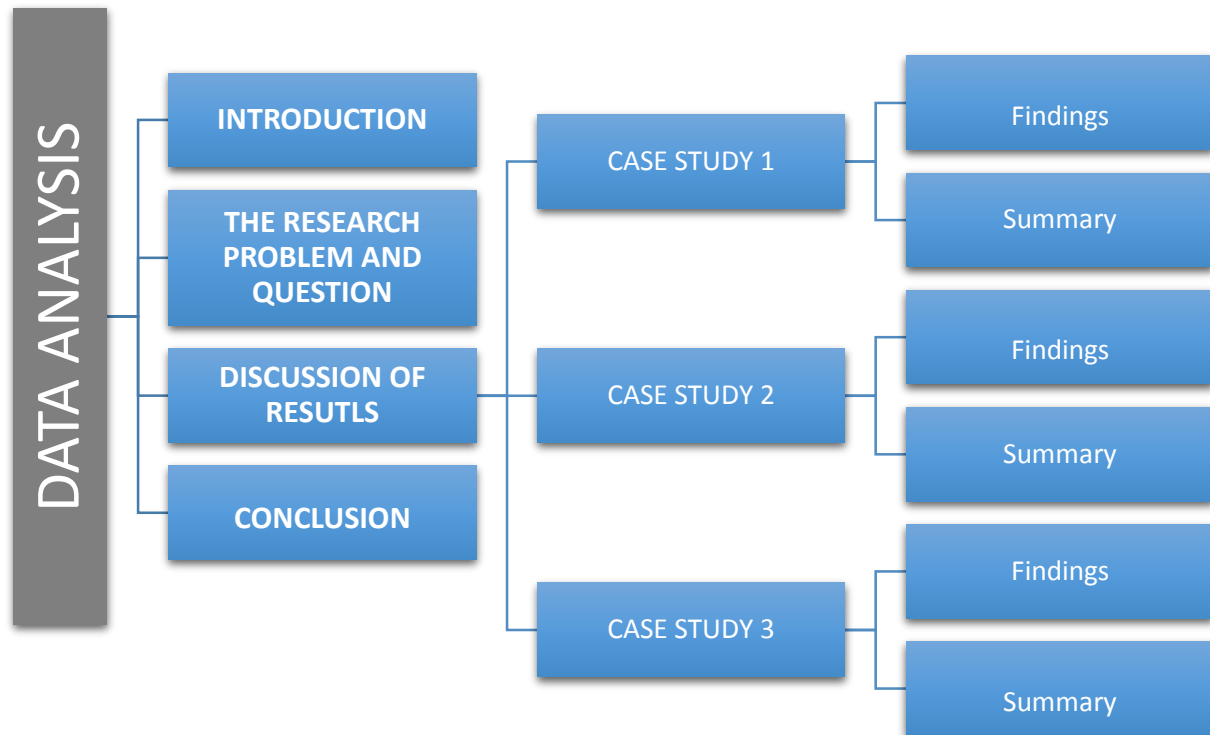 DATA ANALYSIS
INTRODUCTION
THE RESEARCH
PROBLEM AND
QUESTION
DISCUSSION OF
RESUTLS
CONCLUSION
CASE STUDY 1
Findings
Summary
CASE STUDY 2
Findings
Summary
CASE STUDY 3
Findings
Summary